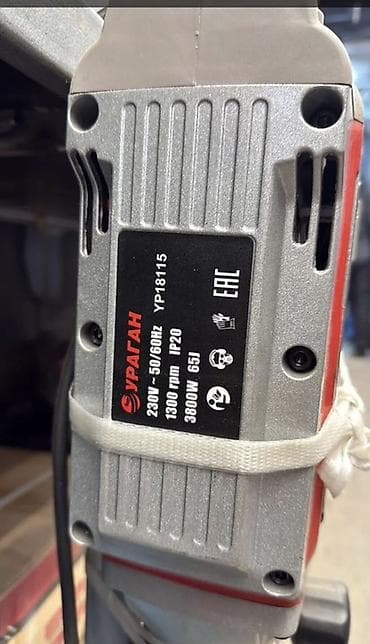 УРАГАН YP18115
230V ~ 50/60Hz
1300 rpm IP20
3800W 65J
EAC